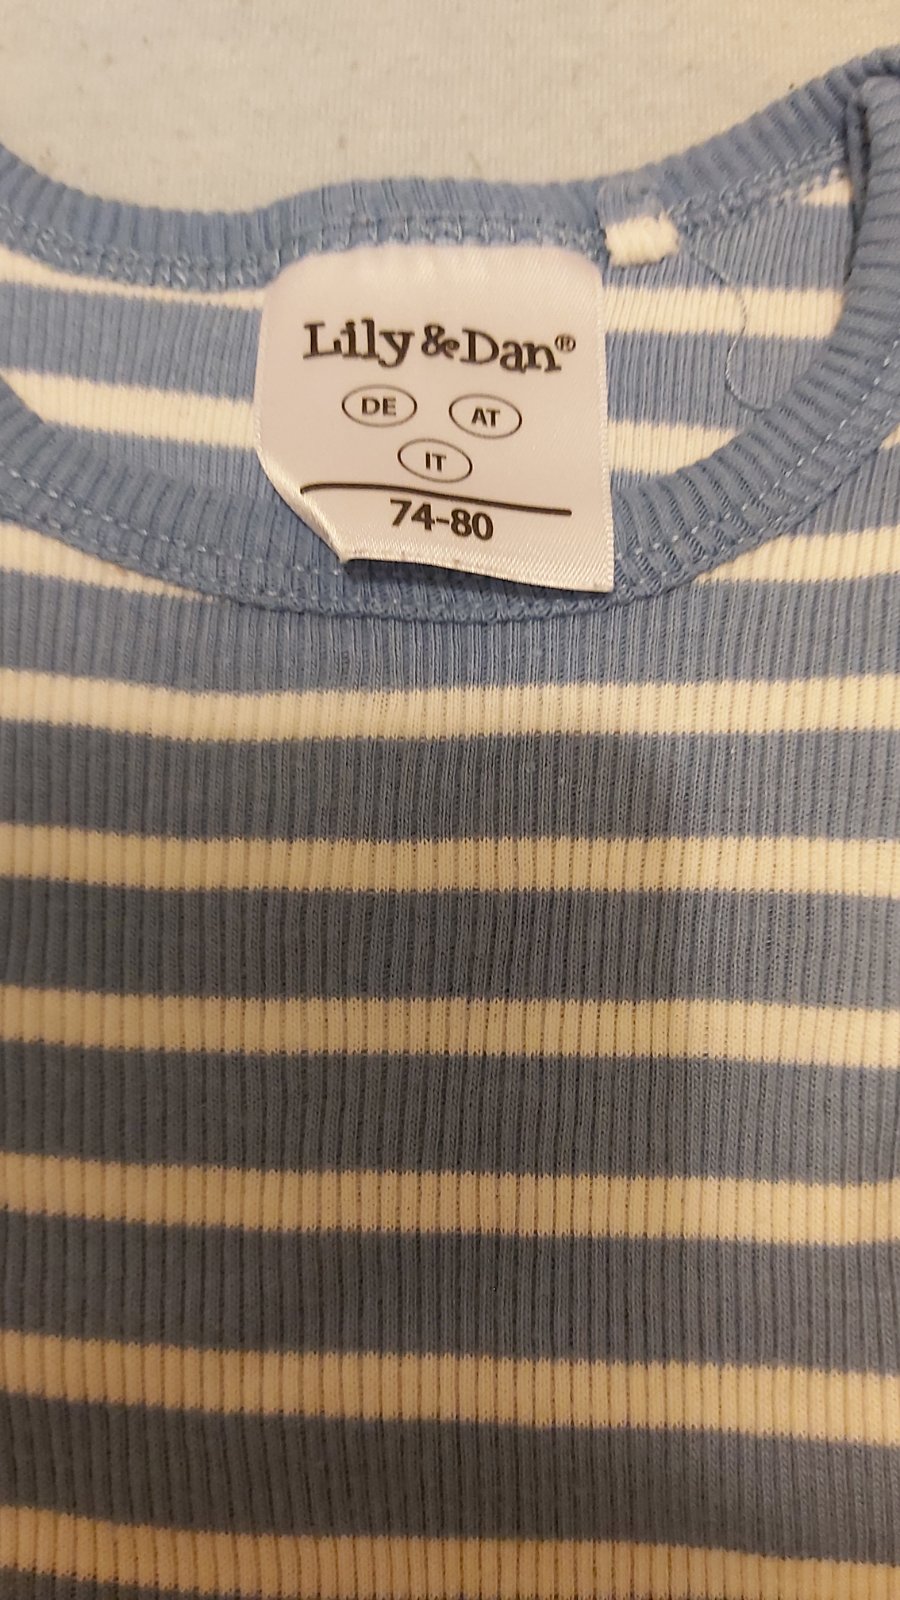 Lily & Dan®
DE AT
IT
74-80